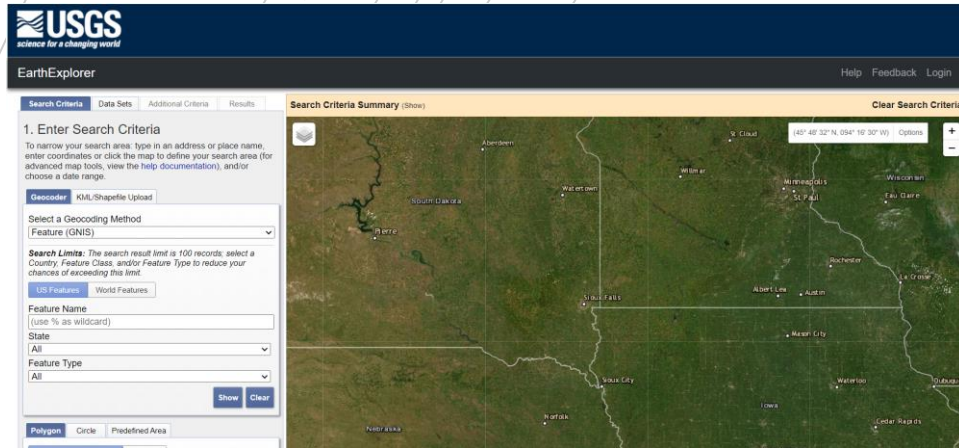 USGS
science for a changing world
EarthExplorer
Help Feedback Login
Search Criteria Data Sets Additional Criteria Results
1. Enter Search Criteria
To narrow your search area: type in an address or place name,
enter coordinates or click the map to define your search area (for
advanced map tools, view the help documentation), and/or
choose a date range.
Geocoder KML/Shapefile Upload
Select a Geocoding Method
Feature (GNIS)
Search Limits: The search result limit is 100 records; select a
Country, Feature Class, and/or Feature Type to reduce your
chances of exceeding this limit.
US Features World Features
Feature Name
(use % as wildcard)
State
All
Feature Type
All
Show Clear
Polygon Circle Predefined Area
Search Criteria Summary (Show)
Clear Search Criteria
(45° 48' 32" N, 094° 16' 30" W) Options
+
-
Aberdeen
St Cloud
Willmar
Watertown
Minneapolis
St Paul
Wisconsin
Eau Claire
South Dakota
Pierre
Rochester
La Crosse
Albert Lea
Austin
Sioux Falls
Mason City
Sioux City
Waterloo
Dubuqu
Iowa
Norfolk
Cedar Rapids
Nebraska